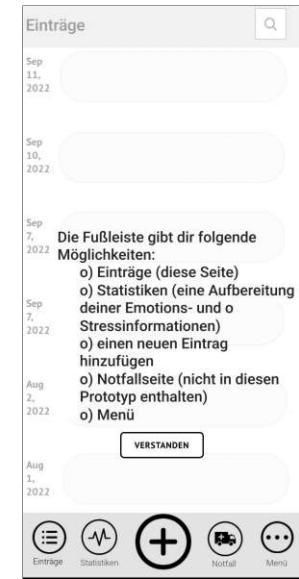 Einträge
Sep
11,
2022
Sep
10,
2022
Sep
7,
2022
Die Fußleiste gibt dir folgende
Möglichkeiten:
o) Einträge (diese Seite)
o) Statistiken (eine Aufbereitung
deiner Emotions- und o
Stressinformationen)
o) einen neuen Eintrag
hinzufügen
o) Notfallseite (nicht in diesen
Prototyp enthalten)
o) Menü
Sep
7,
2022
Aug
2,
2022
VERSTANDEN
Aug
1,
2022
Einträge Statistiken Notfall Menü